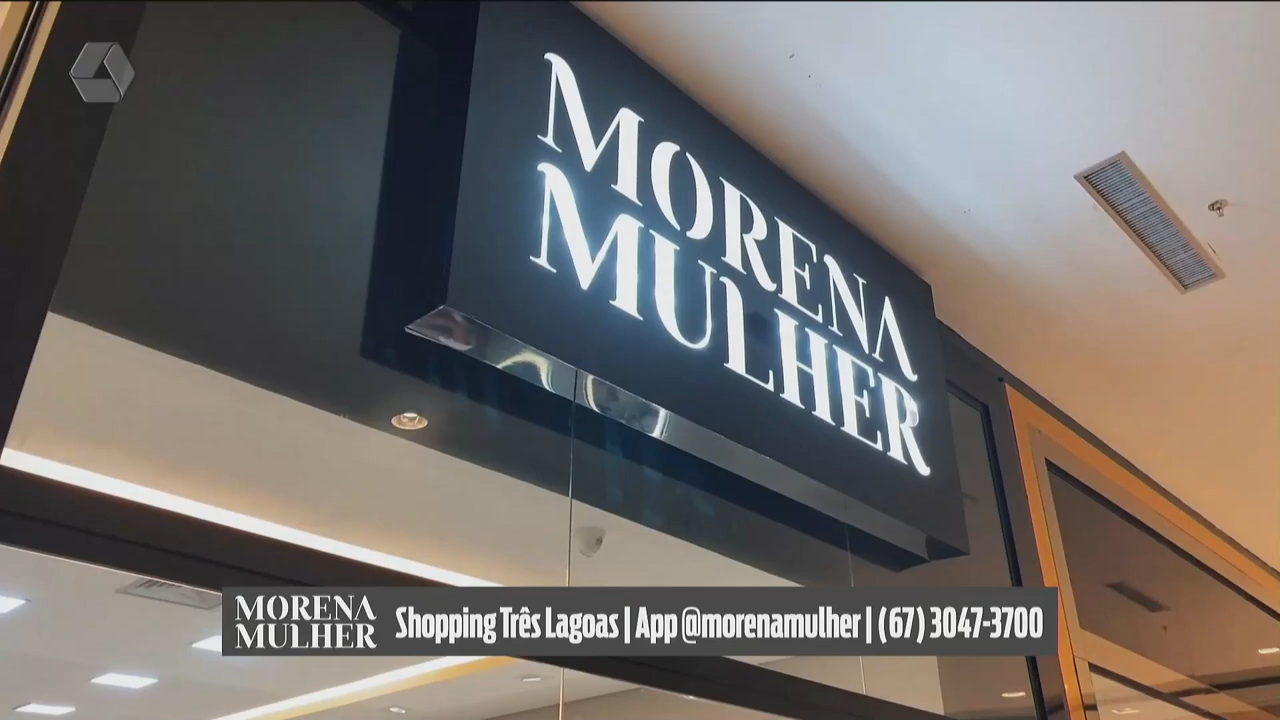 MORENA
MULHER
MORENA
MULHER
Shopping Três Lagoas | App @morenamulher | (67) 3047-3700